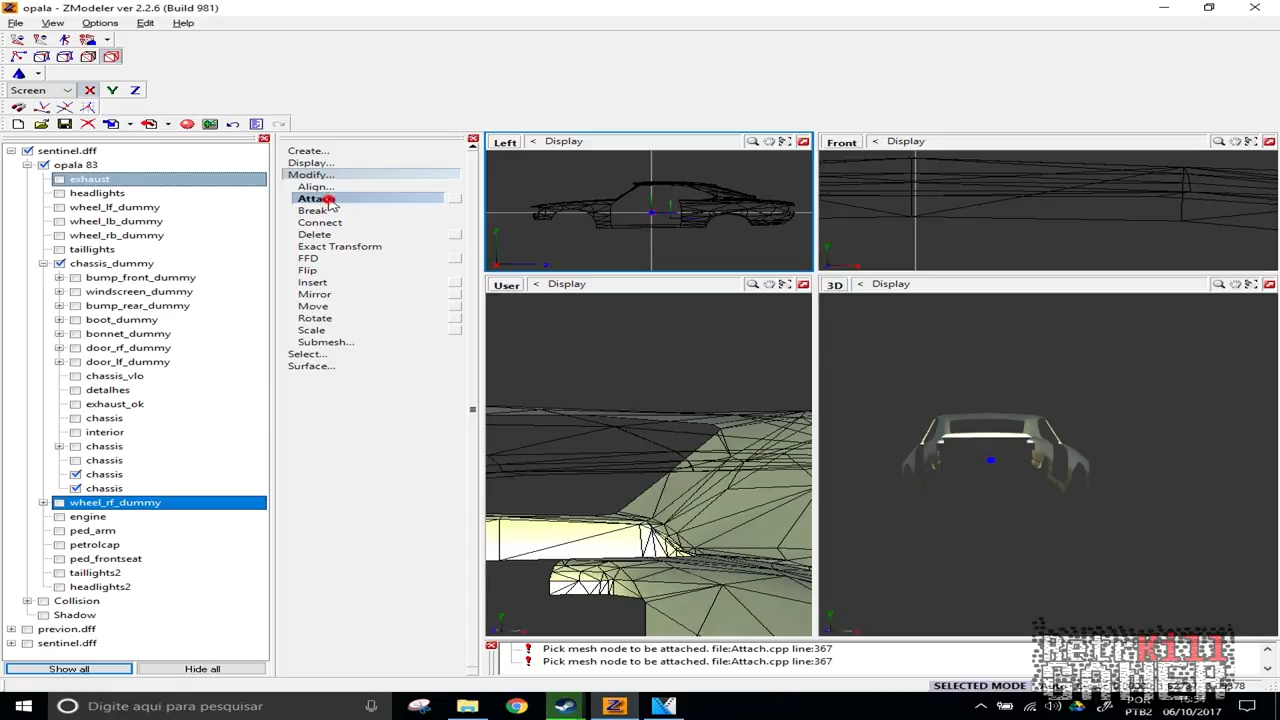 opala - ZModeler ver 2.2.6 (Build 981)
File View Options Edit Help
Screen X Y Z
sentinel.dff
opala 83
exhaust
headlights
wheel_lf_dummy
wheel_lb_dummy
wheel_rb_dummy
taillights
chassis_dummy
bump_front_dummy
windscreen_dummy
bump_rear_dummy
boot_dummy
bonnet_dummy
door_rf_dummy
door_lf_dummy
chassis_vlo
detalhes
exhaust_ok
chassis
interior
chassis
chassis
chassis
chassis
wheel_rf_dummy
engine
ped_arm
petrolcap
ped_frontseat
taillights2
headlights2
Collision
Shadow
previon.dff
sentinel.dff
Show all Hide all
Create...
Display...
Modify...
Align...
Attach
Break
Connect
Delete
Exact Transform
FFD
Flip
Insert
Mirror
Move
Rotate
Scale
Submesh...
Select...
Surface...
Left < Display
Front < Display
User < Display
3D < Display
Pick mesh node to be attached. file:Attach.cpp line:367
Pick mesh node to be attached. file:Attach.cpp line:367
SELECTED MODE
Digite aqui para pesquisar
POR
PTB2 06/10/2017